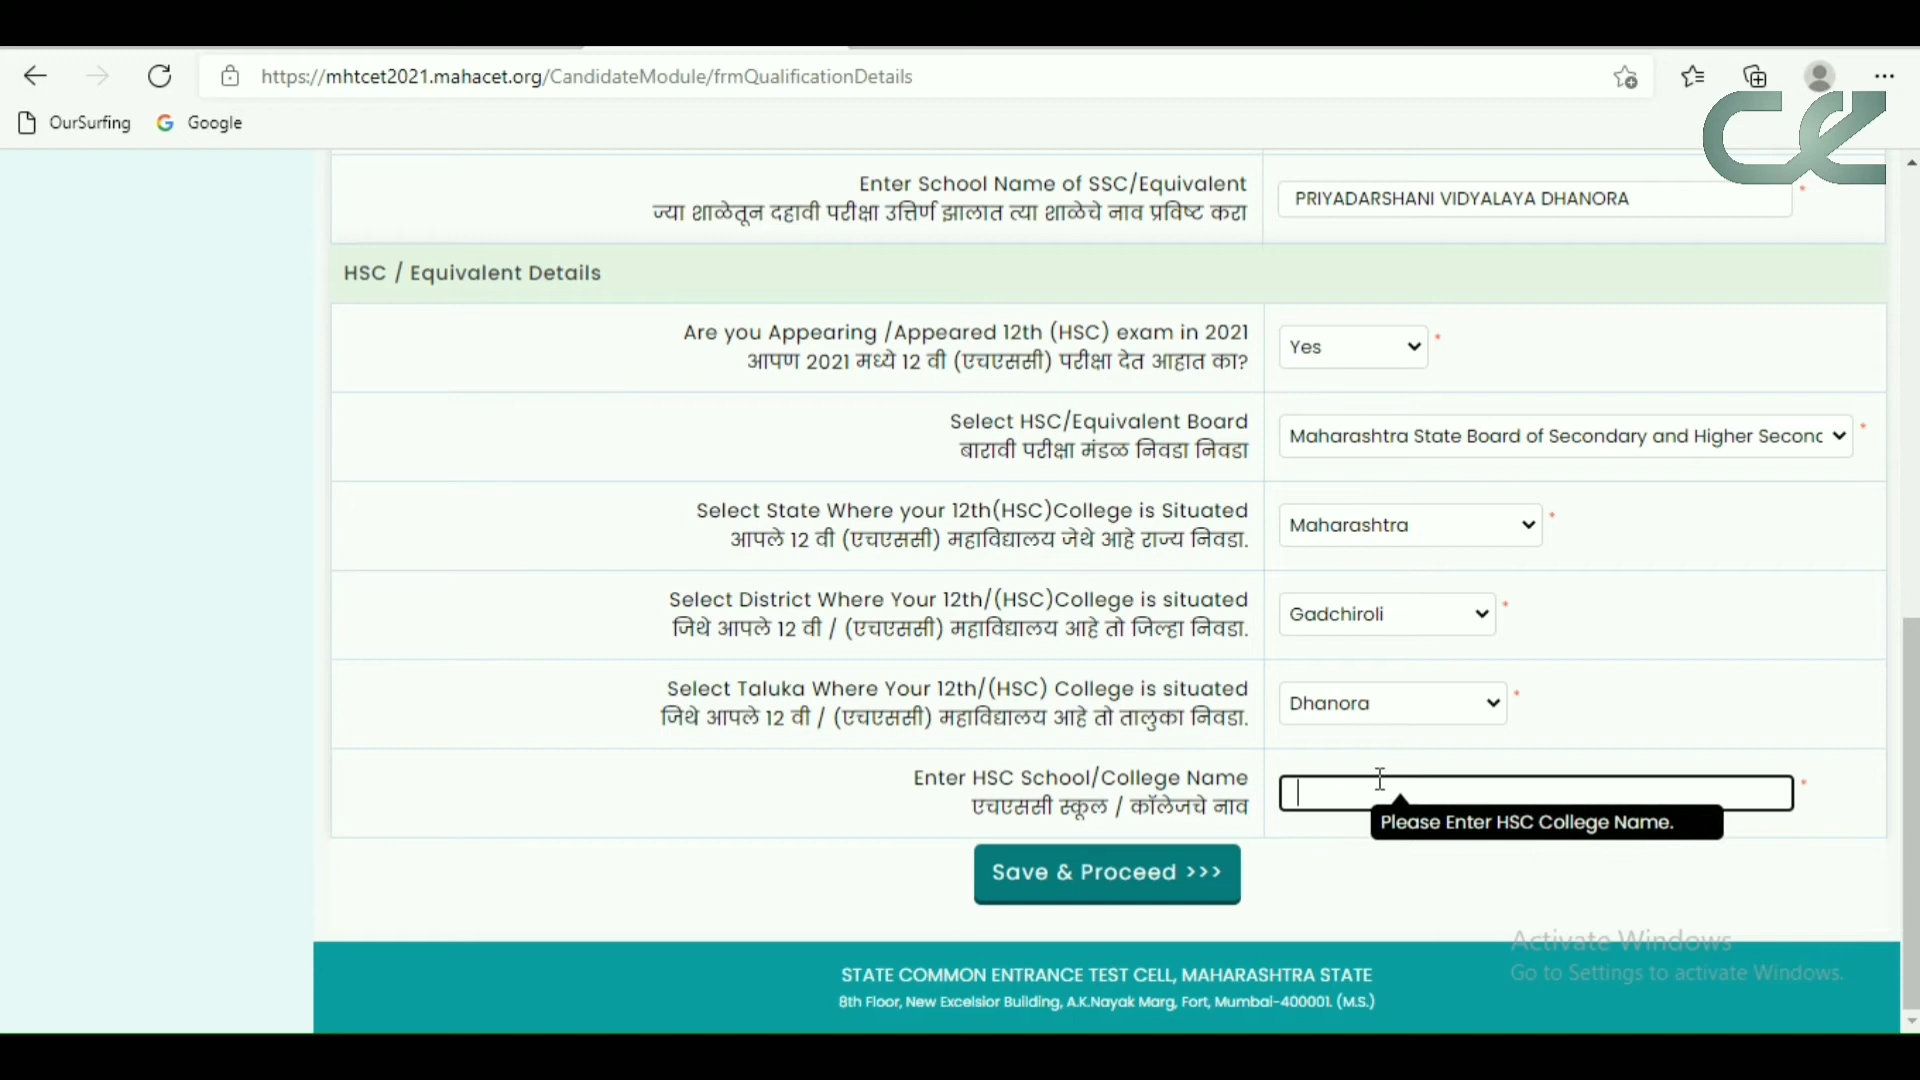 https://mhtcet2021.mahacet.org/CandidateModule/frmQualificationDetails
OurSurfing Google
ce
Enter School Name of SSC/Equivalent
ज्या शाळेतून दहावी परीक्षा उत्तिर्ण झालात त्या शाळेचे नाव प्रविष्ट करा
PRIYADARSHANI VIDYALAYA DHANORA *
HSC / Equivalent Details
Are you Appearing /Appeared 12th (HSC) exam in 2021
आपण 2021 मध्ये 12 वी (एचएससी) परीक्षा देत आहात का?
Yes *
Select HSC/Equivalent Board
बारावी परीक्षा मंडळ निवडा निवडा
Maharashtra State Board of Secondary and Higher Secon *
Select State Where your 12th(HSC)College is Situated
आपले 12 वी (एचएससी) महाविद्यालय जेथे आहे राज्य निवडा.
Maharashtra *
Select District Where Your 12th/(HSC)College is situated
जिथे आपले 12 वी / (एचएससी) महाविद्यालय आहे तो जिल्हा निवडा.
Gadchiroli *
Select Taluka Where Your 12th/(HSC) College is situated
जिथे आपले 12 वी / (एचएससी) महाविद्यालय आहे तो तालुका निवडा.
Dhanora *
Enter HSC School/College Name
एचएससी स्कूल / कॉलेजचे नाव
*
Please Enter HSC College Name.
Save & Proceed >>>
Activate Windows
Go to Settings to activate Windows.
STATE COMMON ENTRANCE TEST CELL, MAHARASHTRA STATE
8th Floor, New Excelsior Building, A.K.Nayak Marg, Fort, Mumbai-400001. (M.S.)